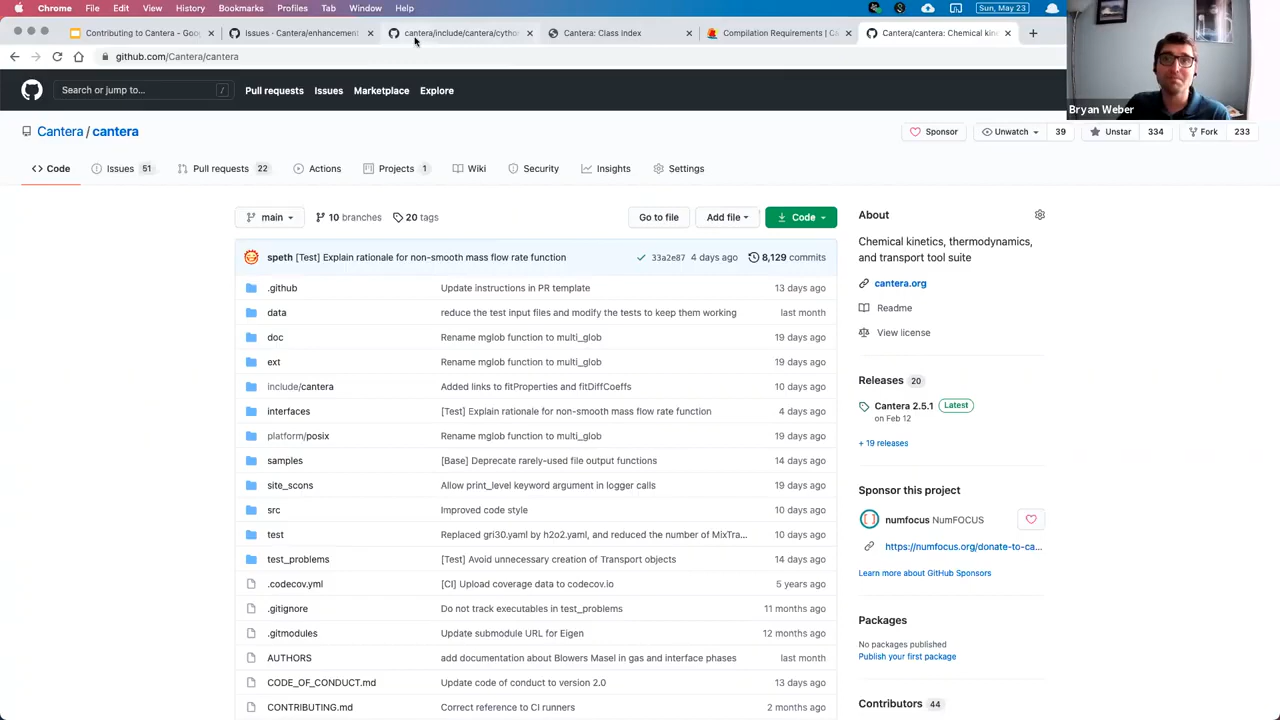 Chrome File Edit View History Bookmarks Profiles Tab Window Help Sun, May 23
Contributing to Cantera - Goo Issues · Cantera/enhancement cantera/include/cantera/cytho Cantera: Class Index Compilation Requirements | Ca Cantera/cantera: Chemical kin
github.com/Cantera/cantera
Search or jump to... / Pull requests Issues Marketplace Explore
Bryan Weber
Cantera / cantera
Sponsor Unwatch 39 Unstar 334 Fork 233
Code Issues 51 Pull requests 22 Actions Projects 1 Wiki Security Insights Settings
main 10 branches 20 tags Go to file Add file Code
speth [Test] Explain rationale for non-smooth mass flow rate function 33a2e87 4 days ago 8,129 commits
.github Update instructions in PR template 13 days ago
data reduce the test input files and modify the tests to keep them working last month
doc Rename mglob function to multi_glob 19 days ago
ext Rename mglob function to multi_glob 19 days ago
include/cantera Added links to fitProperties and fitDiffCoeffs 10 days ago
interfaces [Test] Explain rationale for non-smooth mass flow rate function 4 days ago
platform/posix Rename mglob function to multi_glob 19 days ago
samples [Base] Deprecate rarely-used file output functions 14 days ago
site_scons Allow print_level keyword argument in logger calls 19 days ago
src Improved code style 10 days ago
test Replaced gri30.yaml by h2o2.yaml, and reduced the number of MixTra... 10 days ago
test_problems [Test] Avoid unnecessary creation of Transport objects 14 days ago
.codecov.yml [CI] Upload coverage data to codecov.io 5 years ago
.gitignore Do not track executables in test_problems 11 months ago
.gitmodules Update submodule URL for Eigen 12 months ago
AUTHORS add documentation about Blowers Masel in gas and interface phases last month
CODE_OF_CONDUCT.md Update code of conduct to version 2.0 13 days ago
CONTRIBUTING.md Correct reference to CI runners 2 months ago
About
Chemical kinetics, thermodynamics,
and transport tool suite
cantera.org
Readme
View license
Releases 20
Cantera 2.5.1 Latest
on Feb 12
+ 19 releases
Sponsor this project
numfocus NumFOCUS
https://numfocus.org/donate-to-ca...
Learn more about GitHub Sponsors
Packages
No packages published
Publish your first package
Contributors 44